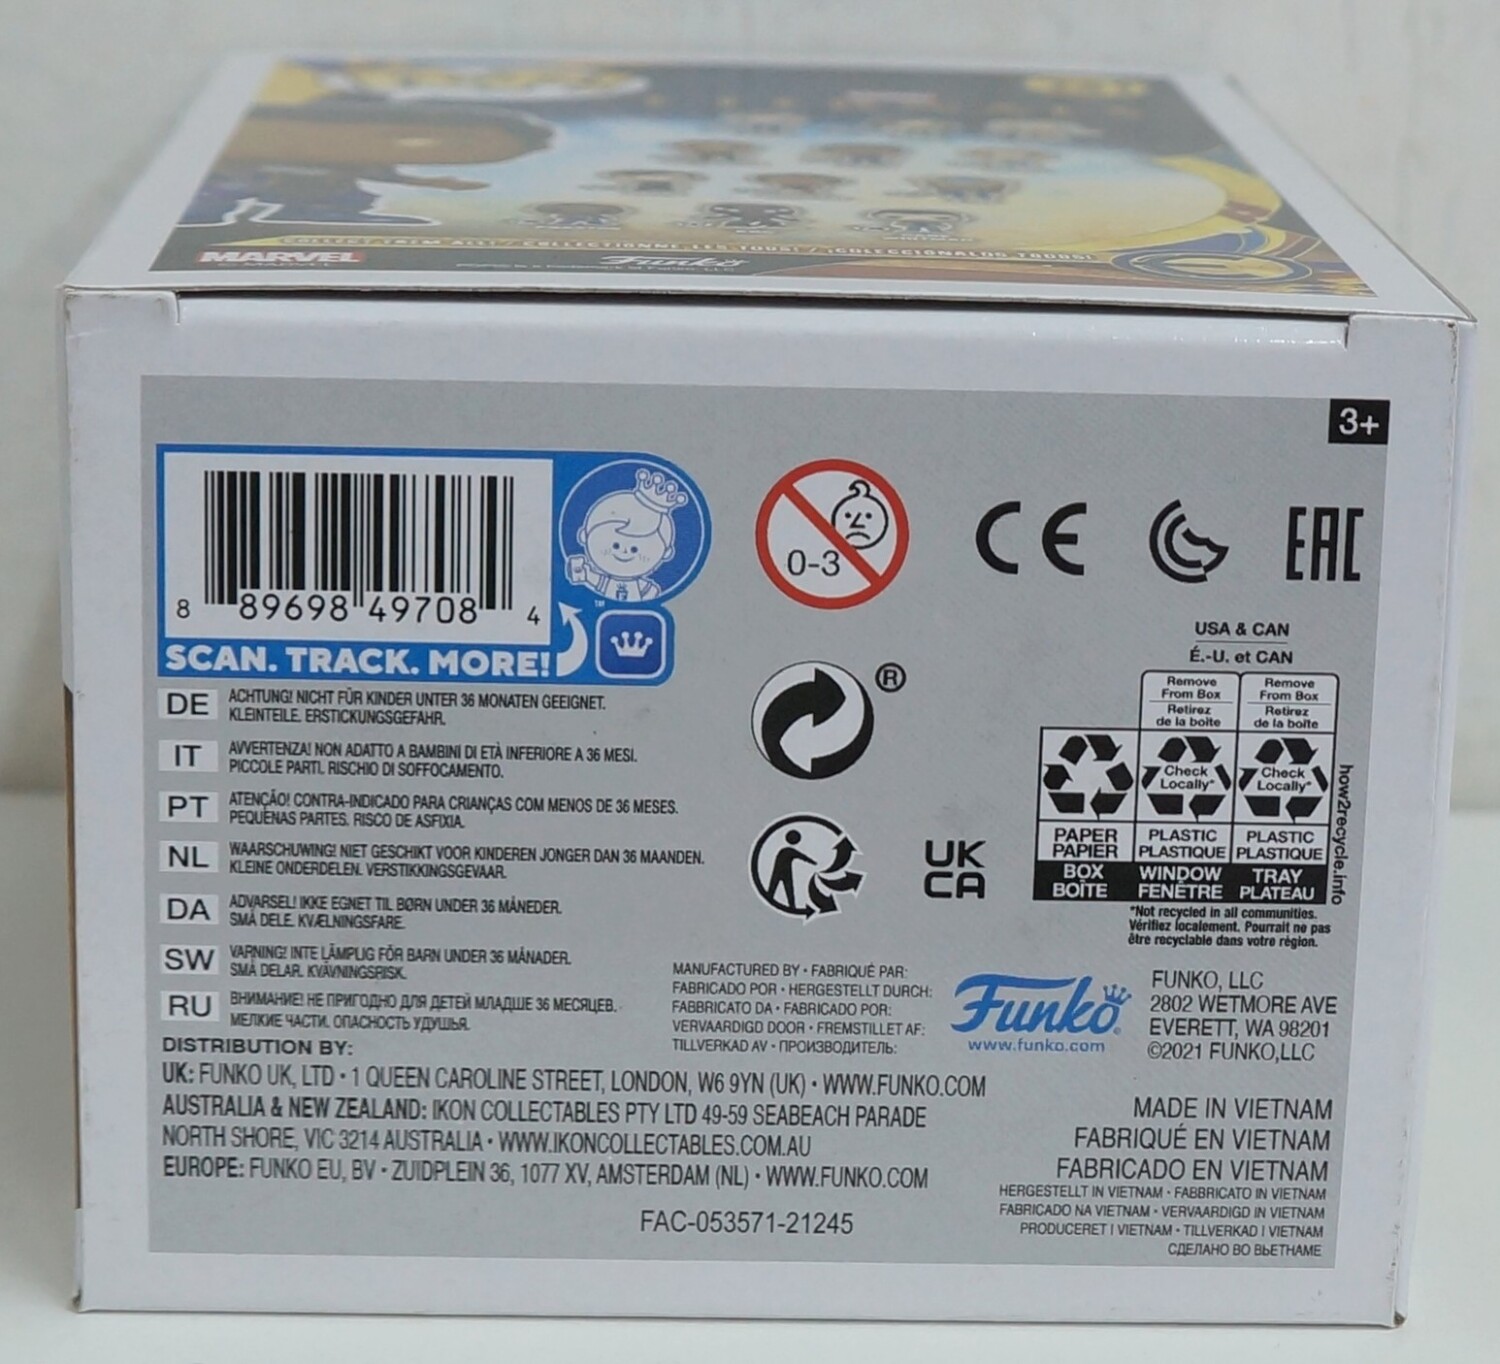 COLLECT THEM ALL! / COLLECTIONNE LES TOUS! / ¡COLECCIONALOS TODOS!
MARVEL
© MARVEL
Funko
3+
8 89698 49708 4
SCAN. TRACK. MORE!
TM
0-3
CE
EAC
USA & CAN
É.-U. et CAN
Remove From Box
Retirez de la boîte
Remove From Box
Retirez de la boîte
Check Locally*
Check Locally*
PAPER PAPIER
PLASTIC PLASTIQUE
PLASTIC PLASTIQUE
BOX BOÎTE
WINDOW FENÊTRE
TRAY PLATEAU
how2recycle.info
*Not recycled in all communities.
Vérifiez localement. Pourrait ne pas
être recyclable dans votre région.
®
UK
CA
DE ACHTUNG! NICHT FÜR KINDER UNTER 36 MONATEN GEEIGNET.
KLEINTEILE. ERSTICKUNGSGEFAHR.
IT AVVERTENZA! NON ADATTO A BAMBINI DI ETÀ INFERIORE A 36 MESI.
PICCOLE PARTI. RISCHIO DI SOFFOCAMENTO.
PT ATENÇÃO! CONTRA-INDICADO PARA CRIANÇAS COM MENOS DE 36 MESES.
PEQUENAS PARTES. RISCO DE ASFIXIA.
NL WAARSCHUWING! NIET GESCHIKT VOOR KINDEREN JONGER DAN 36 MAANDEN.
KLEINE ONDERDELEN. VERSTIKKINGSGEVAAR.
DA ADVARSEL! IKKE EGNET TIL BØRN UNDER 36 MÅNEDER.
SMÅ DELE. KVÆLNINGSFARE.
SW VARNING! INTE LÄMPLIG FÖR BARN UNDER 36 MÅNADER.
SMÅ DELAR. KVÄVNINGSRISK.
RU ВНИМАНИЕ! НЕ ПРИГОДНО ДЛЯ ДЕТЕЙ МЛАДШЕ 36 МЕСЯЦЕВ.
МЕЛКИЕ ЧАСТИ. ОПАСНОСТЬ УДУШЬЯ.
MANUFACTURED BY • FABRIQUÉ PAR:
FABRICADO POR • HERGESTELLT DURCH:
FABBRICATO DA • FABRICADO POR:
VERVAARDIGD DOOR • FREMSTILLET AF:
TILLVERKAD AV • ПРОИЗВОДИТЕЛЬ:
Funko
www.funko.com
FUNKO, LLC
2802 WETMORE AVE
EVERETT, WA 98201
©2021 FUNKO,LLC
DISTRIBUTION BY:
UK: FUNKO UK, LTD • 1 QUEEN CAROLINE STREET, LONDON, W6 9YN (UK) • WWW.FUNKO.COM
AUSTRALIA & NEW ZEALAND: IKON COLLECTABLES PTY LTD 49-59 SEABEACH PARADE
NORTH SHORE, VIC 3214 AUSTRALIA • WWW.IKONCOLLECTABLES.COM.AU
EUROPE: FUNKO EU, BV • ZUIDPLEIN 36, 1077 XV, AMSTERDAM (NL) • WWW.FUNKO.COM
FAC-053571-21245
MADE IN VIETNAM
FABRIQUÉ EN VIETNAM
FABRICADO EN VIETNAM
HERGESTELLT IN VIETNAM • FABBRICATO IN VIETNAM
FABRICADO NA VIETNAM • VERVAARDIGD IN VIETNAM
PRODUCERET I VIETNAM • TILLVERKAD I VIETNAM
СДЕЛАНО ВО ВЬЕТНАМЕ